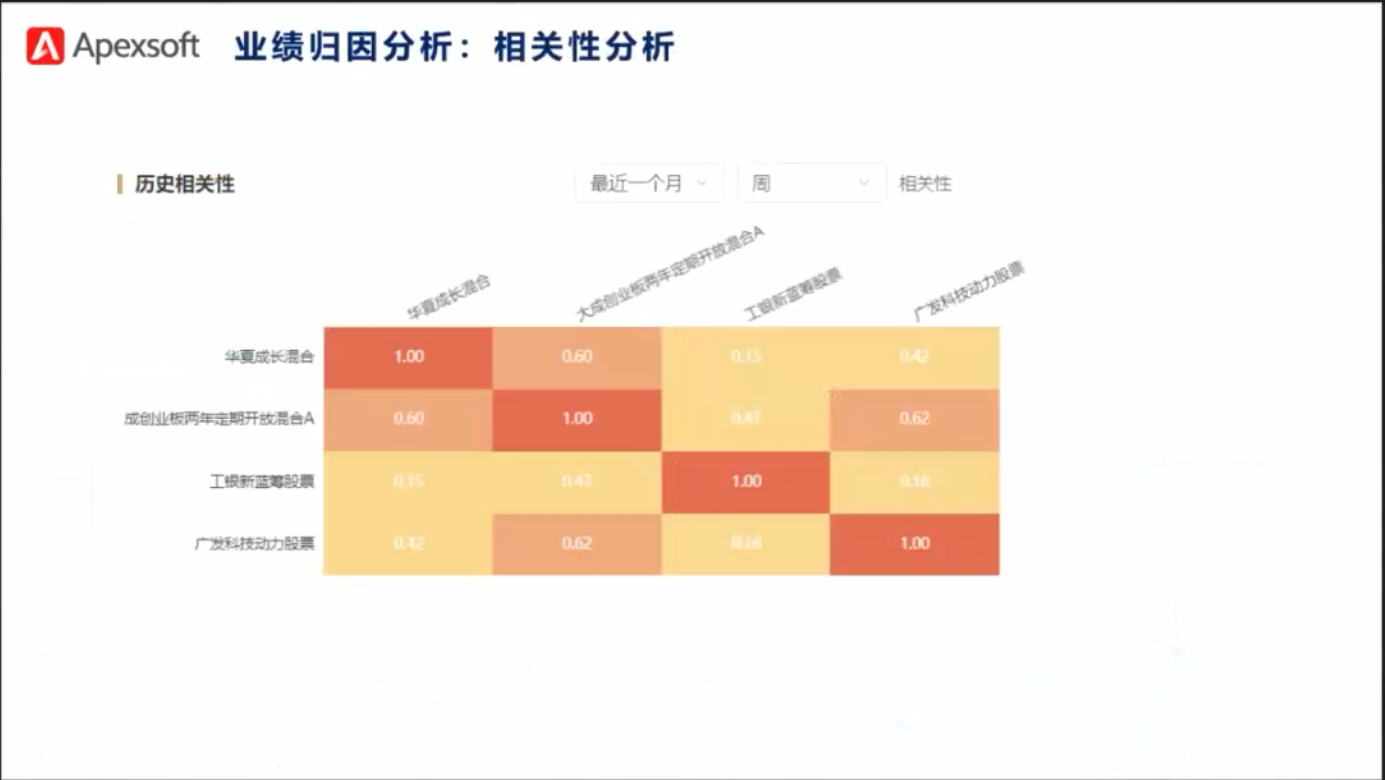 Apexsoft 业绩归因分析：相关性分析
历史相关性 最近一个月 周 相关性
华夏成长混合 大成创业板两年定期开放混合A 工银新蓝筹股票 广发科技动力股票
华夏成长混合 1.00 0.60 0.15 0.42
成创业板两年定期开放混合A 0.60 1.00 0.47 0.62
工银新蓝筹股票 0.15 0.47 1.00 0.18
广发科技动力股票 0.42 0.62 0.18 1.00